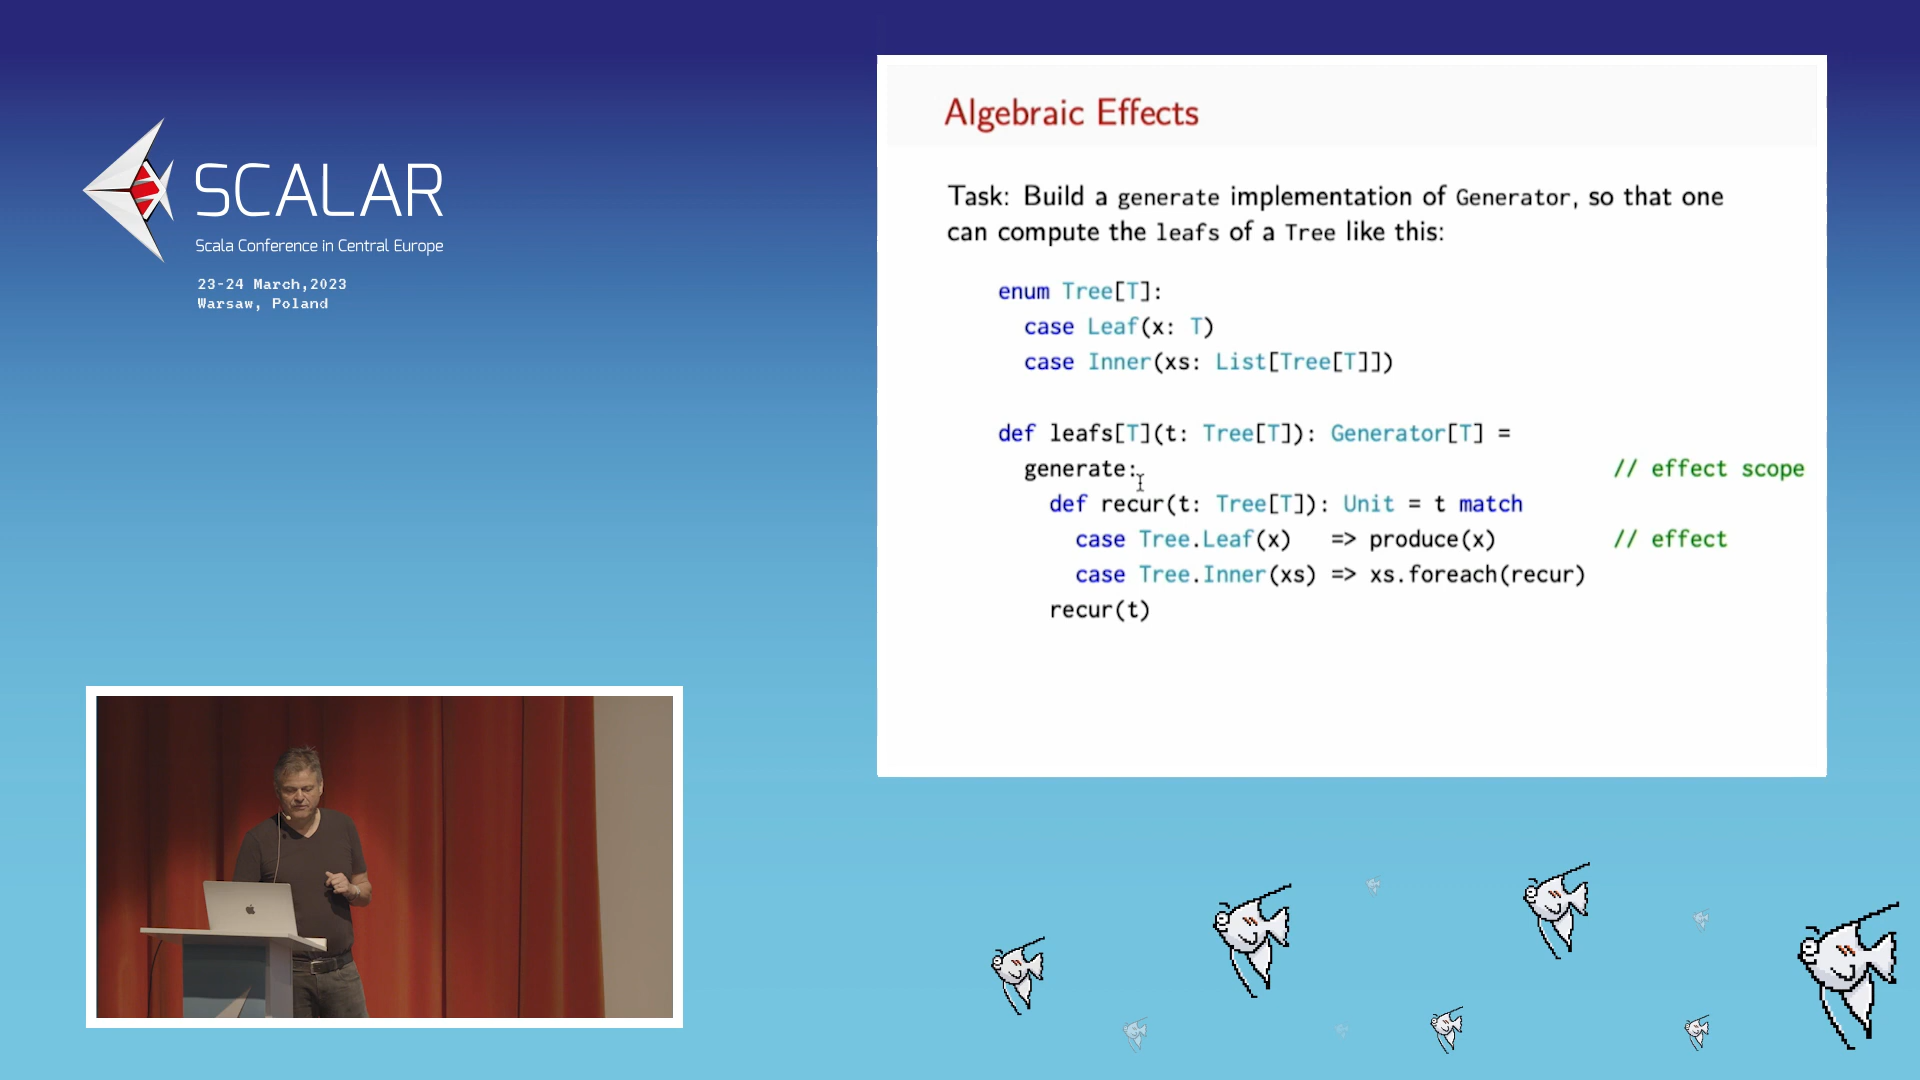 SCALAR
Scala Conference in Central Europe
23-24 March,2023
Warsaw, Poland
Algebraic Effects
Task: Build a generate implementation of Generator, so that one
can compute the leafs of a Tree like this:
enum Tree[T]:
  case Leaf(x: T)
  case Inner(xs: List[Tree[T]])
def leafs[T](t: Tree[T]): Generator[T] =
  generate: // effect scope
    def recur(t: Tree[T]): Unit = t match
      case Tree.Leaf(x)   => produce(x) // effect
      case Tree.Inner(xs) => xs.foreach(recur)
    recur(t)